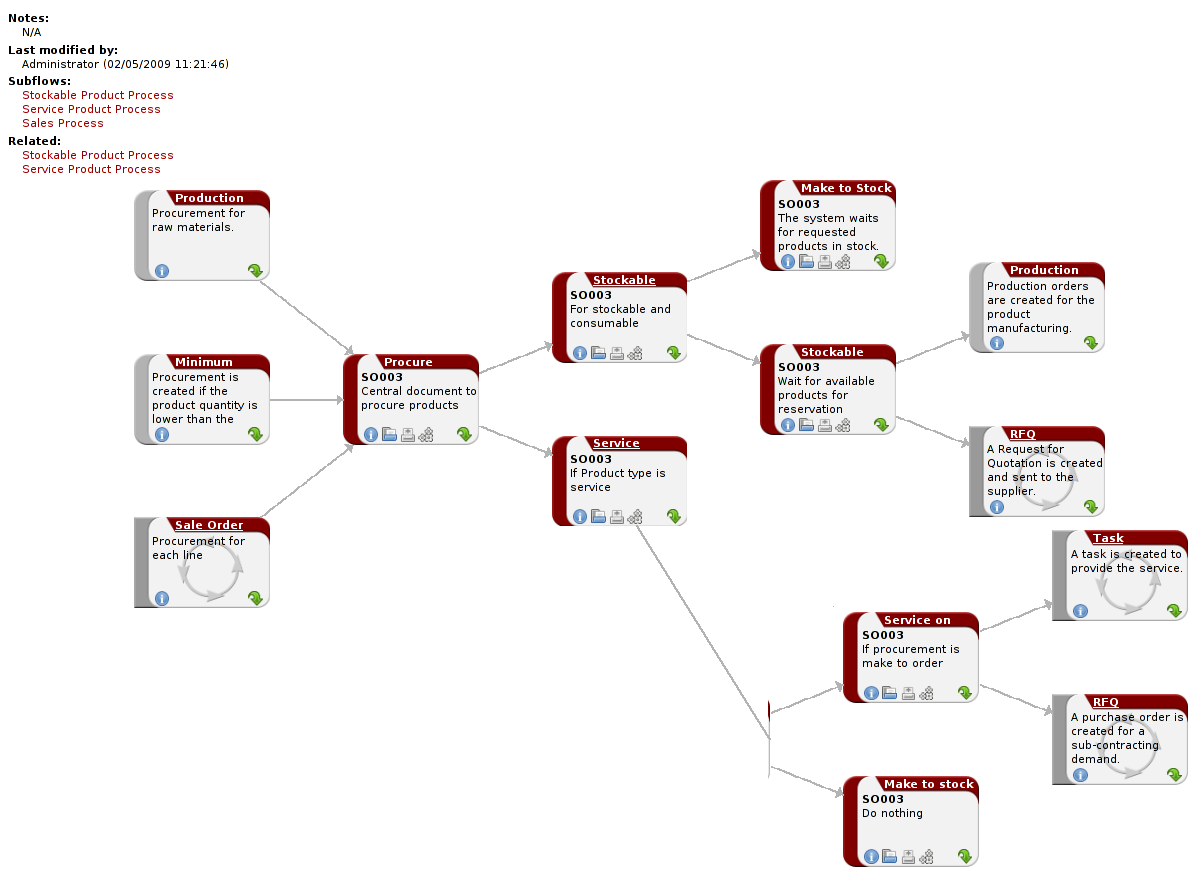 Notes:
N/A
Last modified by:
Administrator (02/05/2009 11:21:46)
Subflows:
Stockable Product Process
Service Product Process
Sales Process
Related:
Stockable Product Process
Service Product Process
Production
Procurement for
raw materials.
Minimum
Procurement is
created if the
product quantity is
lower than the
Sale Order
Procurement for
each line
Procure
SO003
Central document to
procure products
Stockable
SO003
For stockable and
consumable
Service
SO003
If Product type is
service
Make to Stock
SO003
The system waits
for requested
products in stock.
Stockable
SO003
Wait for available
products for
reservation
Production
Production orders
are created for the
product
manufacturing.
RFQ
A Request for
Quotation is created
and sent to the
supplier.
Service on
SO003
If procurement is
make to order
Make to stock
SO003
Do nothing
Task
A task is created to
provide the service.
RFQ
A purchase order is
created for a
sub-contracting
demand.